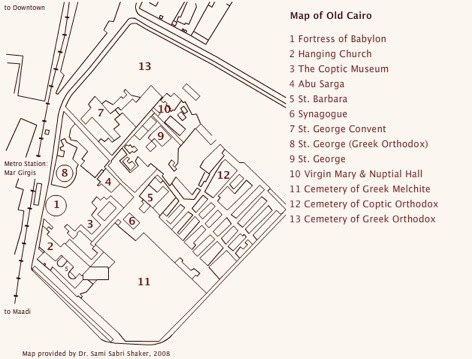 to Downtown
Map of Old Cairo
1 Fortress of Babylon
2 Hanging Church
3 The Coptic Museum
4 Abu Sarga
5 St. Barbara
6 Synagogue
7 St. George Convent
8 St. George (Greek Orthodox)
9 St. George
10 Virgin Mary & Nuptial Hall
11 Cemetery of Greek Melchite
12 Cemetery of Coptic Orthodox
13 Cemetery of Greek Orthodox
13
7
10
9
Metro Station:
Mar Girgis
8
4
12
5
1
3
6
2
5
11
to Maadi
Map provided by Dr. Sami Sabri Shaker, 2008